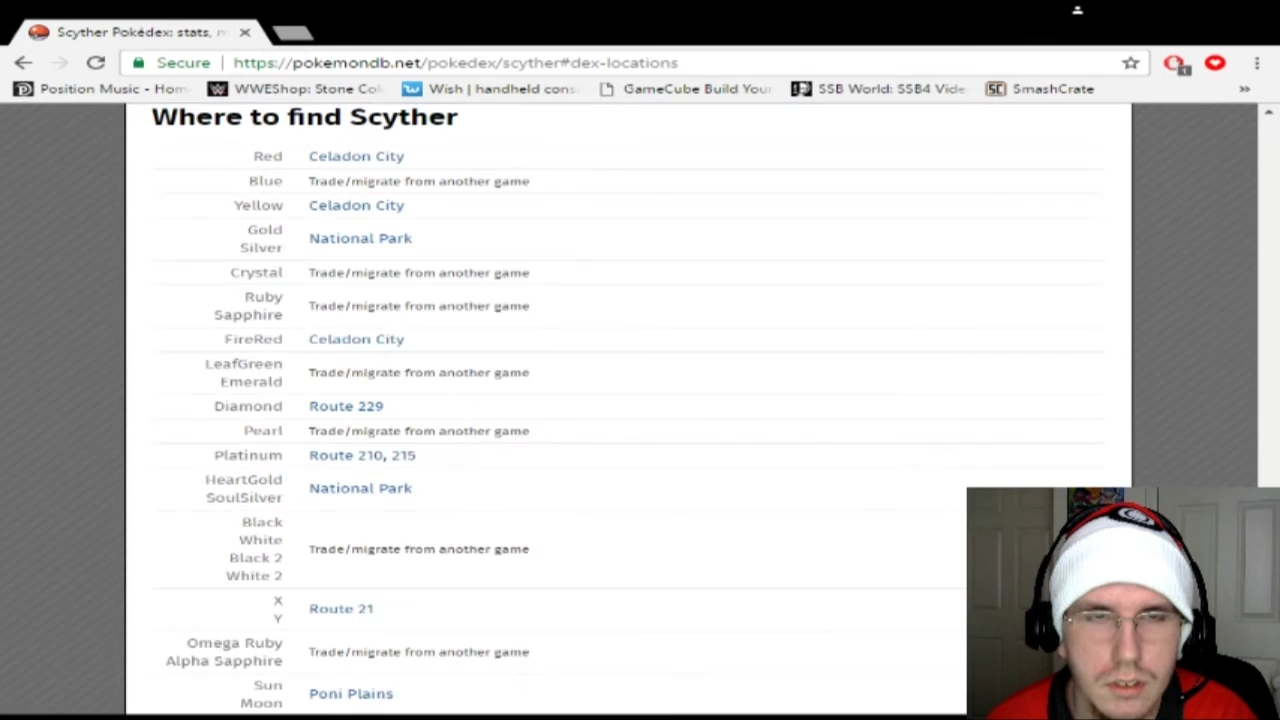 Scyther Pokédex: stats,
Secure https://pokemondb.net/pokedex/scyther#dex-locations
Position Music - Hom WWEShop: Stone Col Wish | handheld cons GameCube Build Your SSB World: SSB4 Vide SmashCrate
Where to find Scyther
Red Celadon City
Blue Trade/migrate from another game
Yellow Celadon City
Gold
Silver
National Park
Crystal Trade/migrate from another game
Ruby
Sapphire
Trade/migrate from another game
FireRed Celadon City
LeafGreen
Emerald
Trade/migrate from another game
Diamond Route 229
Pearl Trade/migrate from another game
Platinum Route 210, 215
HeartGold
SoulSilver
National Park
Black
White
Black 2
White 2
Trade/migrate from another game
X
Y
Route 21
Omega Ruby
Alpha Sapphire
Trade/migrate from another game
Sun
Moon
Poni Plains